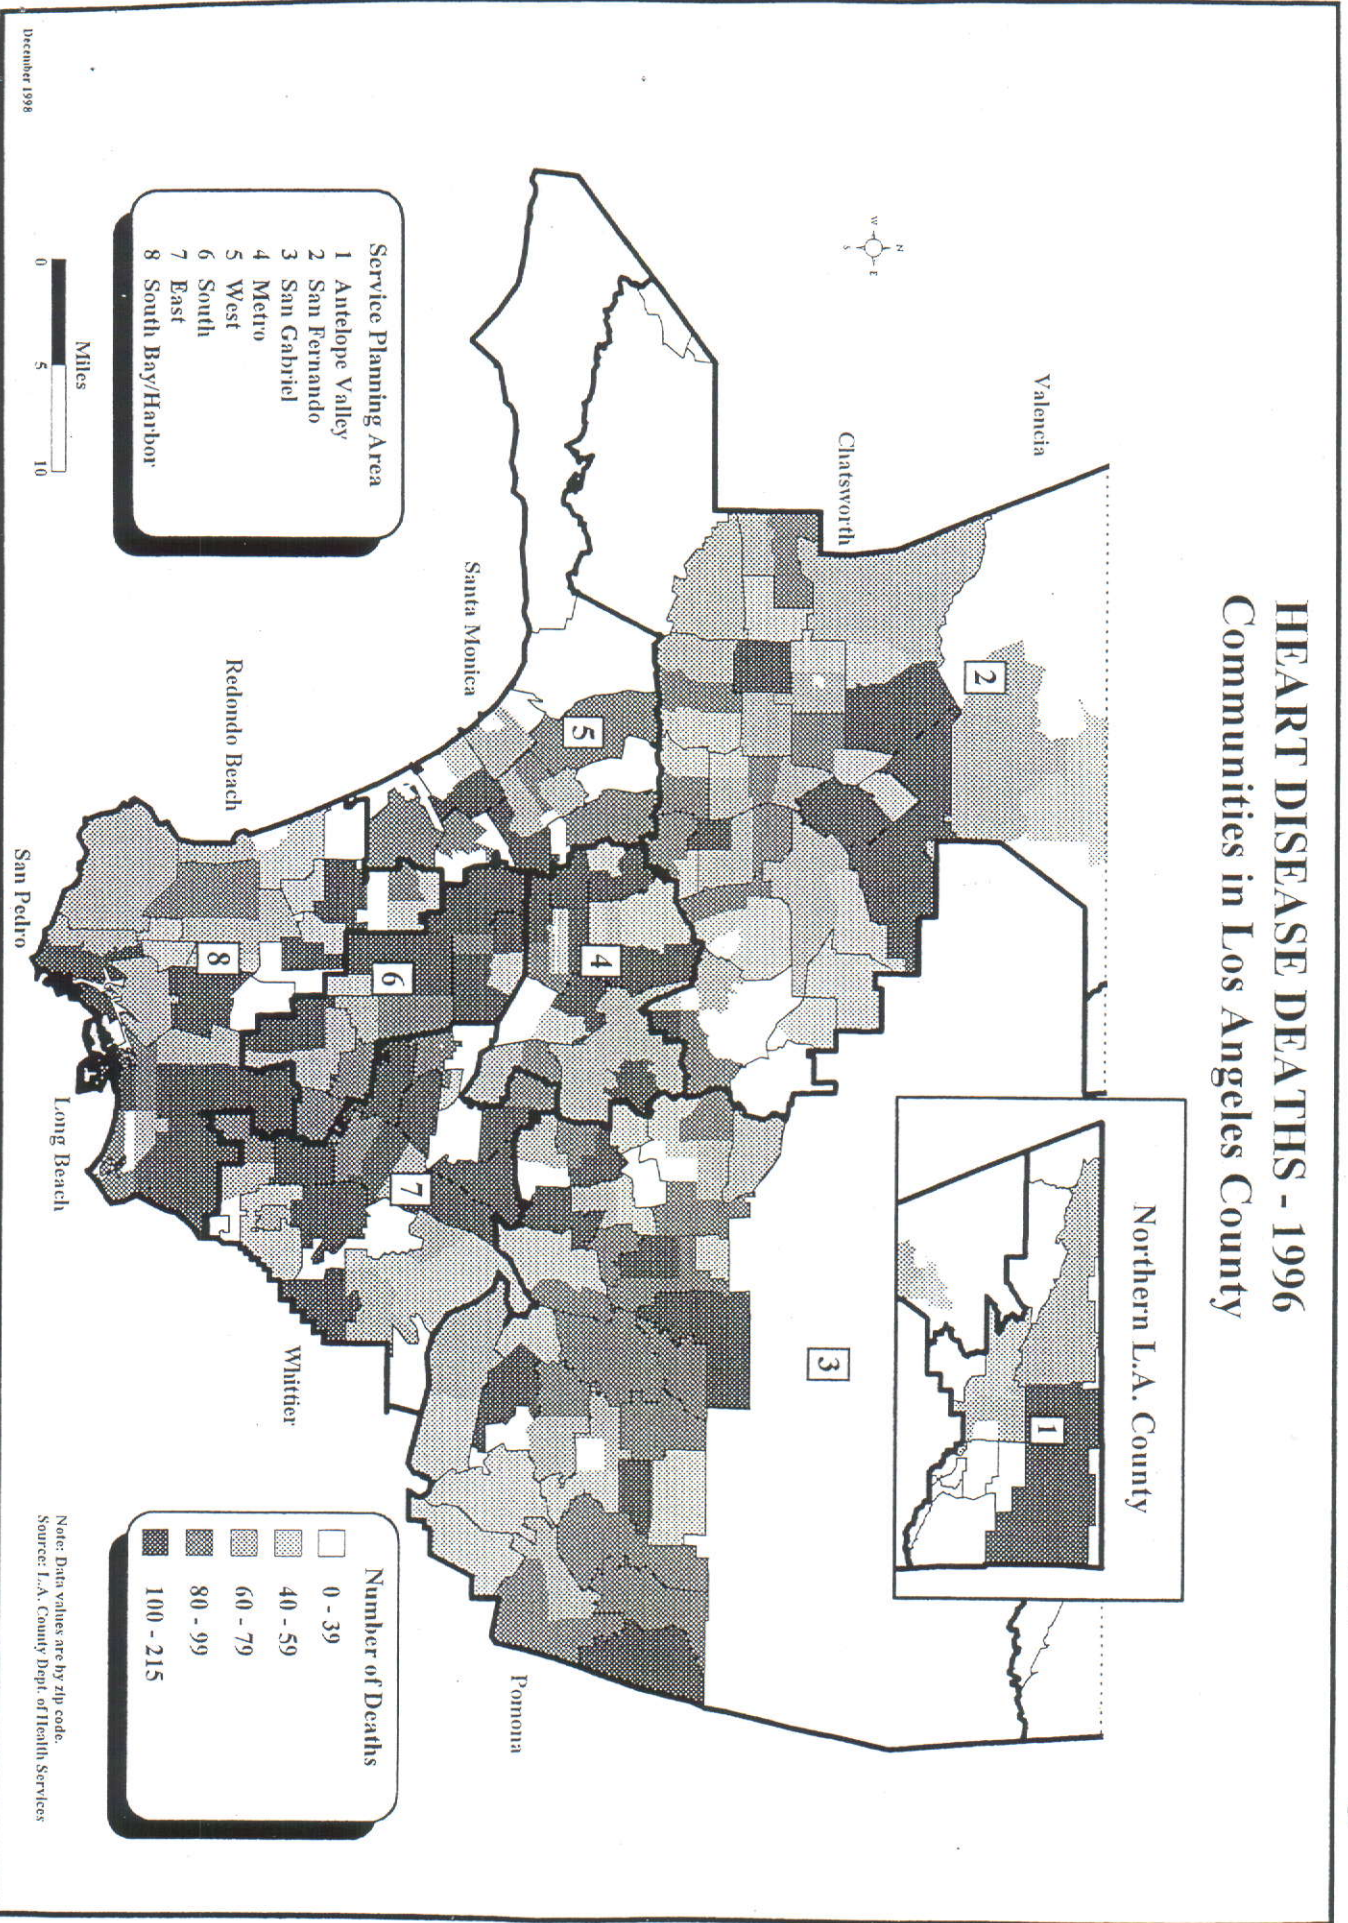 HEART DISEASE DEATHS - 1996
Communities in Los Angeles County
Northern L.A. County
1
Valencia
Chatsworth
N
W
E
S
2
3
5
4
6
7
8
Santa Monica
Redondo Beach
San Pedro
Long Beach
Whittier
Pomona
Service Planning Area
1 Antelope Valley
2 San Fernando
3 San Gabriel
4 Metro
5 West
6 South
7 East
8 South Bay/Harbor
Miles
0 5 10
Number of Deaths
0 - 39
40 - 59
60 - 79
80 - 99
100 - 215
Note: Data values are by zip code.
Source: L.A. County Dept. of Health Services
December 1998